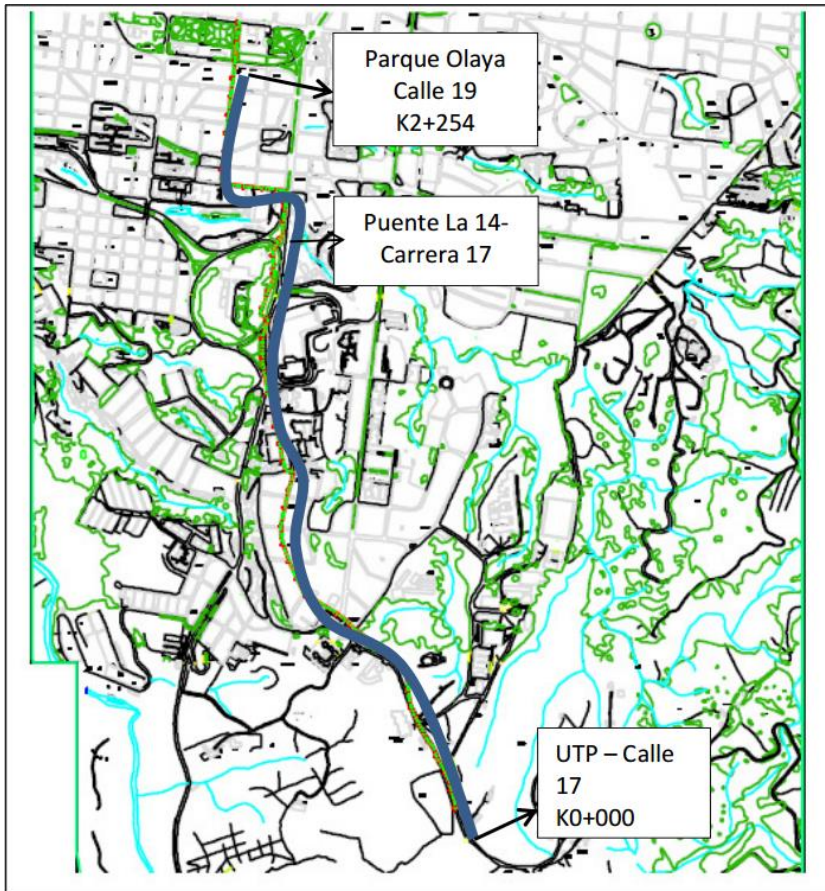 Parque Olaya
Calle 19
K2+254
Puente La 14-
Carrera 17
UTP – Calle
17
K0+000